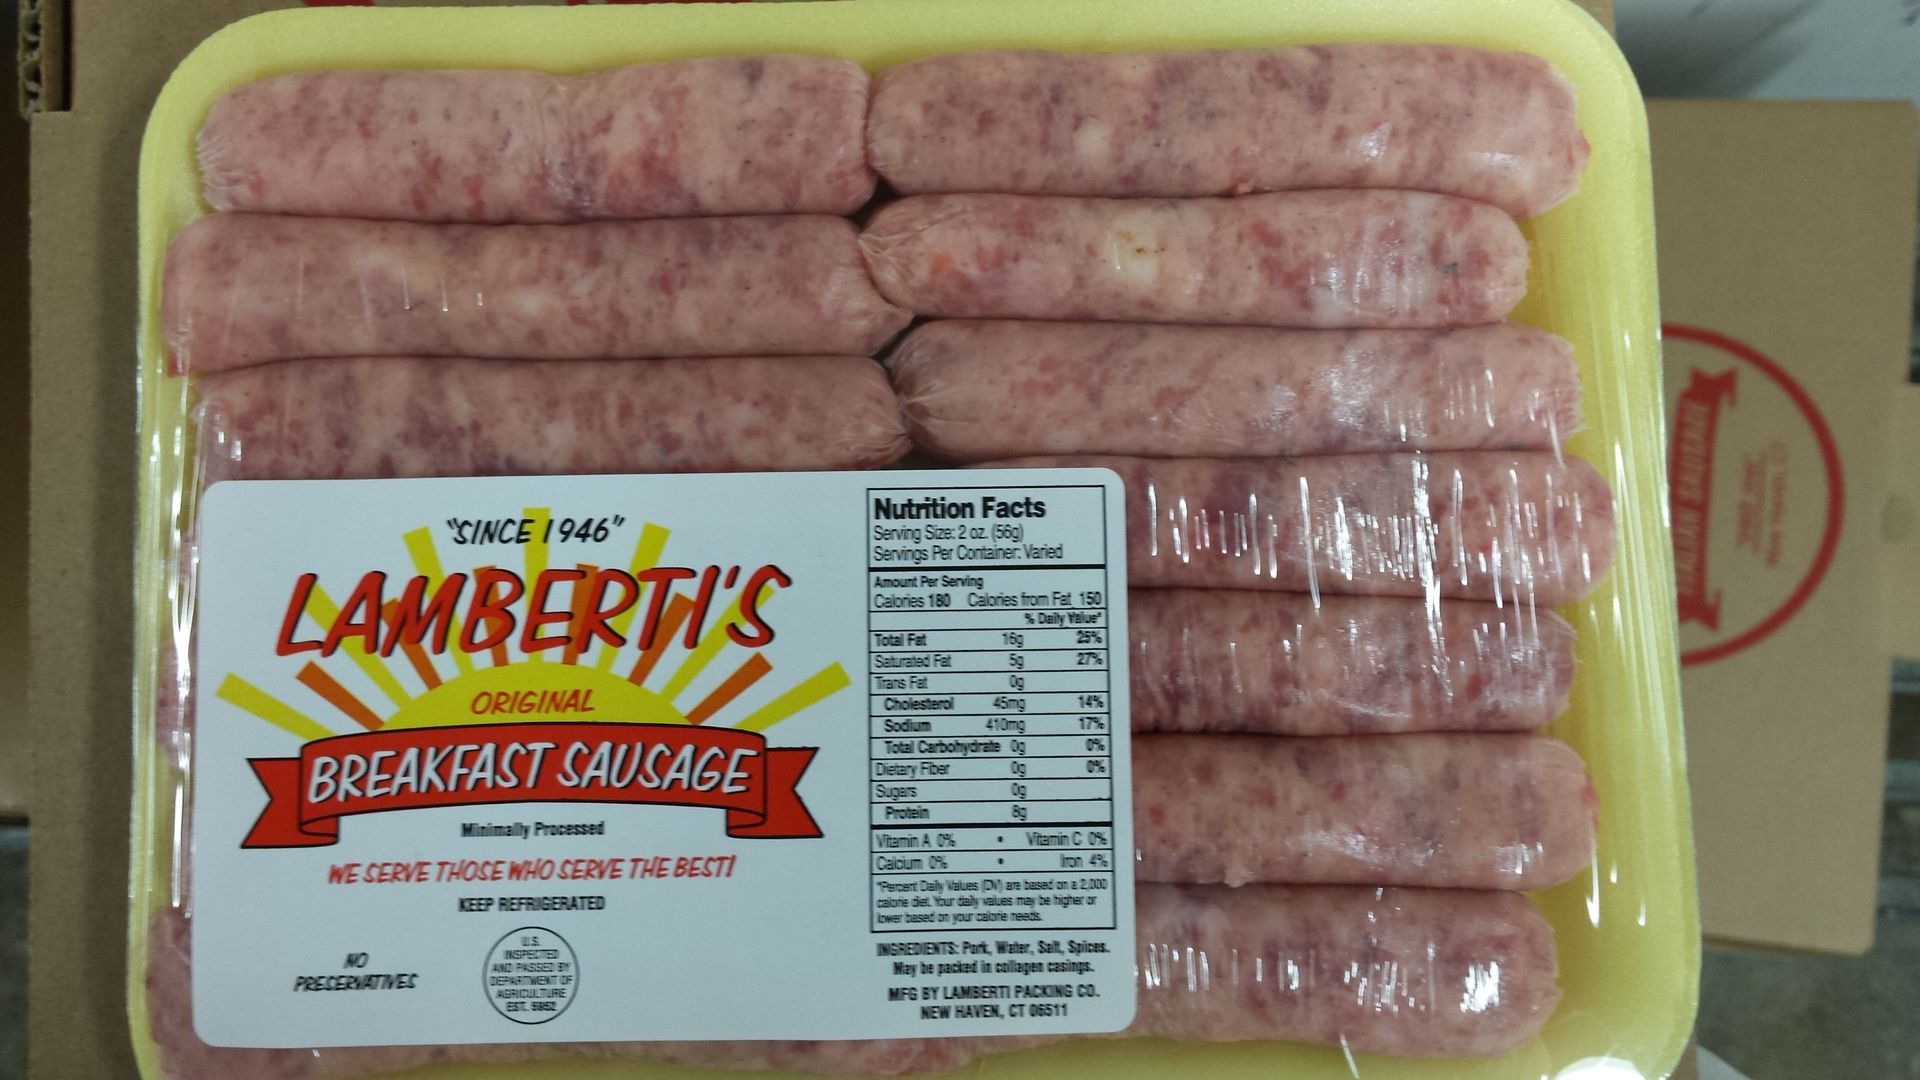 "SINCE 1946"
LAMBERTI'S
ORIGINAL
BREAKFAST SAUSAGE
Minimally Processed
WE SERVE THOSE WHO SERVE THE BEST!
KEEP REFRIGERATED
NO
PRESERVATIVES
U.S.
INSPECTED
AND PASSED BY
DEPARTMENT OF
AGRICULTURE
EST. 5952
Nutrition Facts
Serving Size: 2 oz. (56g)
Servings Per Container: Varied
Amount Per Serving
Calories 180 Calories from Fat 150
% Daily Value*
Total Fat 16g 25%
Saturated Fat 5g 27%
Trans Fat 0g
Cholesterol 45mg 14%
Sodium 410mg 17%
Total Carbohydrate 0g 0%
Dietary Fiber 0g 0%
Sugars 0g
Protein 8g
Vitamin A 0% • Vitamin C 0%
Calcium 0% • Iron 4%
*Percent Daily Values (DV) are based on a 2,000
calorie diet. Your daily values may be higher or
lower based on your calorie needs.
INGREDIENTS: Pork, Water, Salt, Spices.
May be packed in collagen casings.
MFG BY LAMBERTI PACKING CO.
NEW HAVEN, CT 06511
ITALIAN SAUSAGE